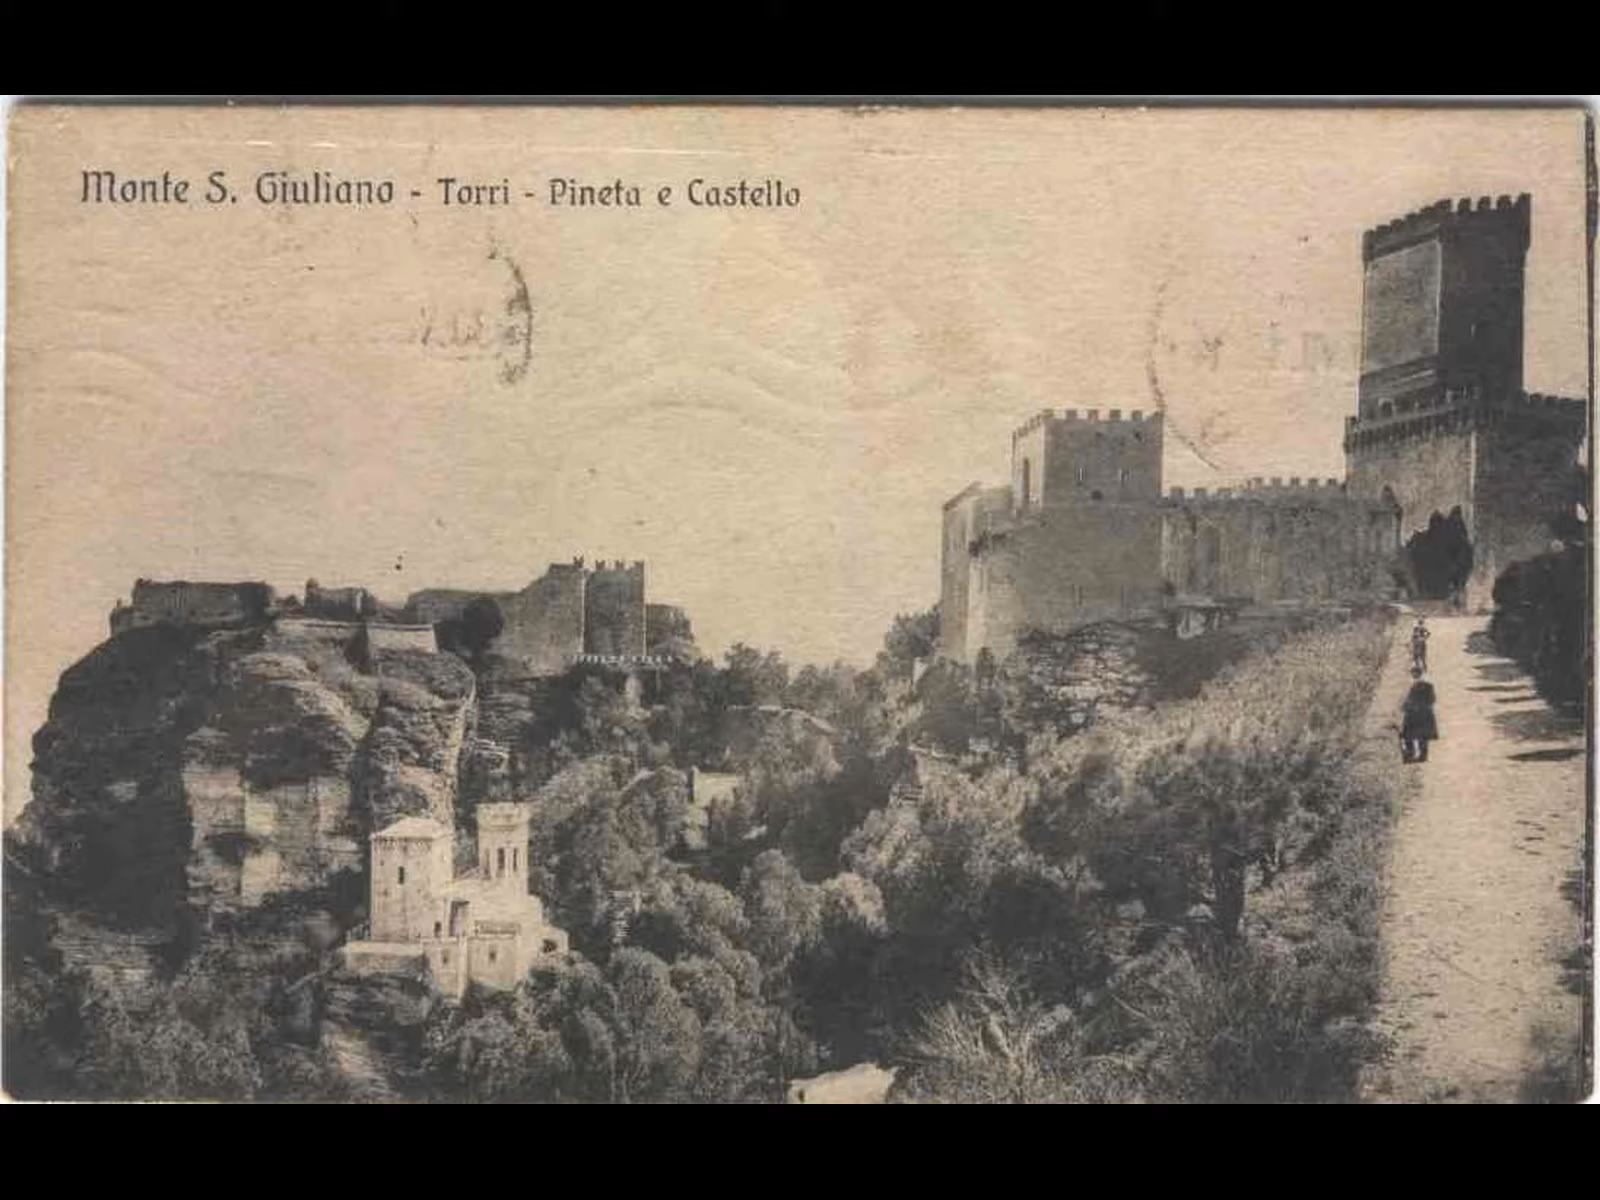 Monte S. Giuliano - Torri - Pineta e Castello